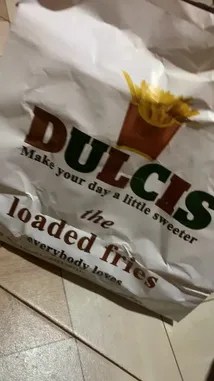 DULCIS
Make your day a little sweeter
the
loaded fries
everybody loves